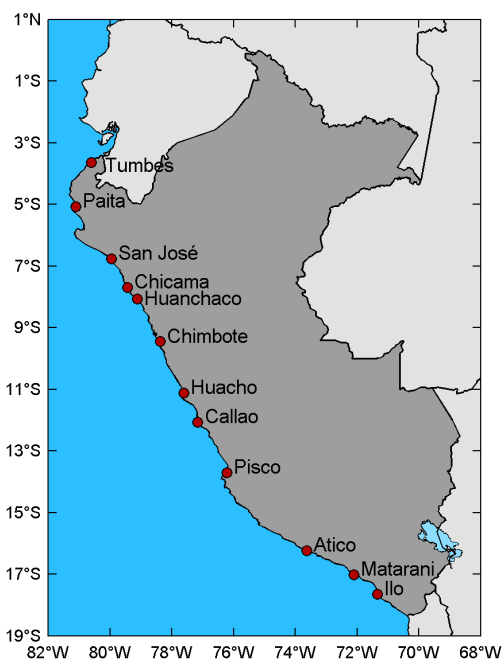 1°N
1°S
3°S
Tumbes
5°S
Paita
San José
7°S
Chicama
Huanchaco
9°S
Chimbote
11°S
Huacho
Callao
13°S
Pisco
15°S
Atico
17°S
Matarani
Ilo
19°S
82°W 80°W 78°W 76°W 74°W 72°W 70°W 68°W